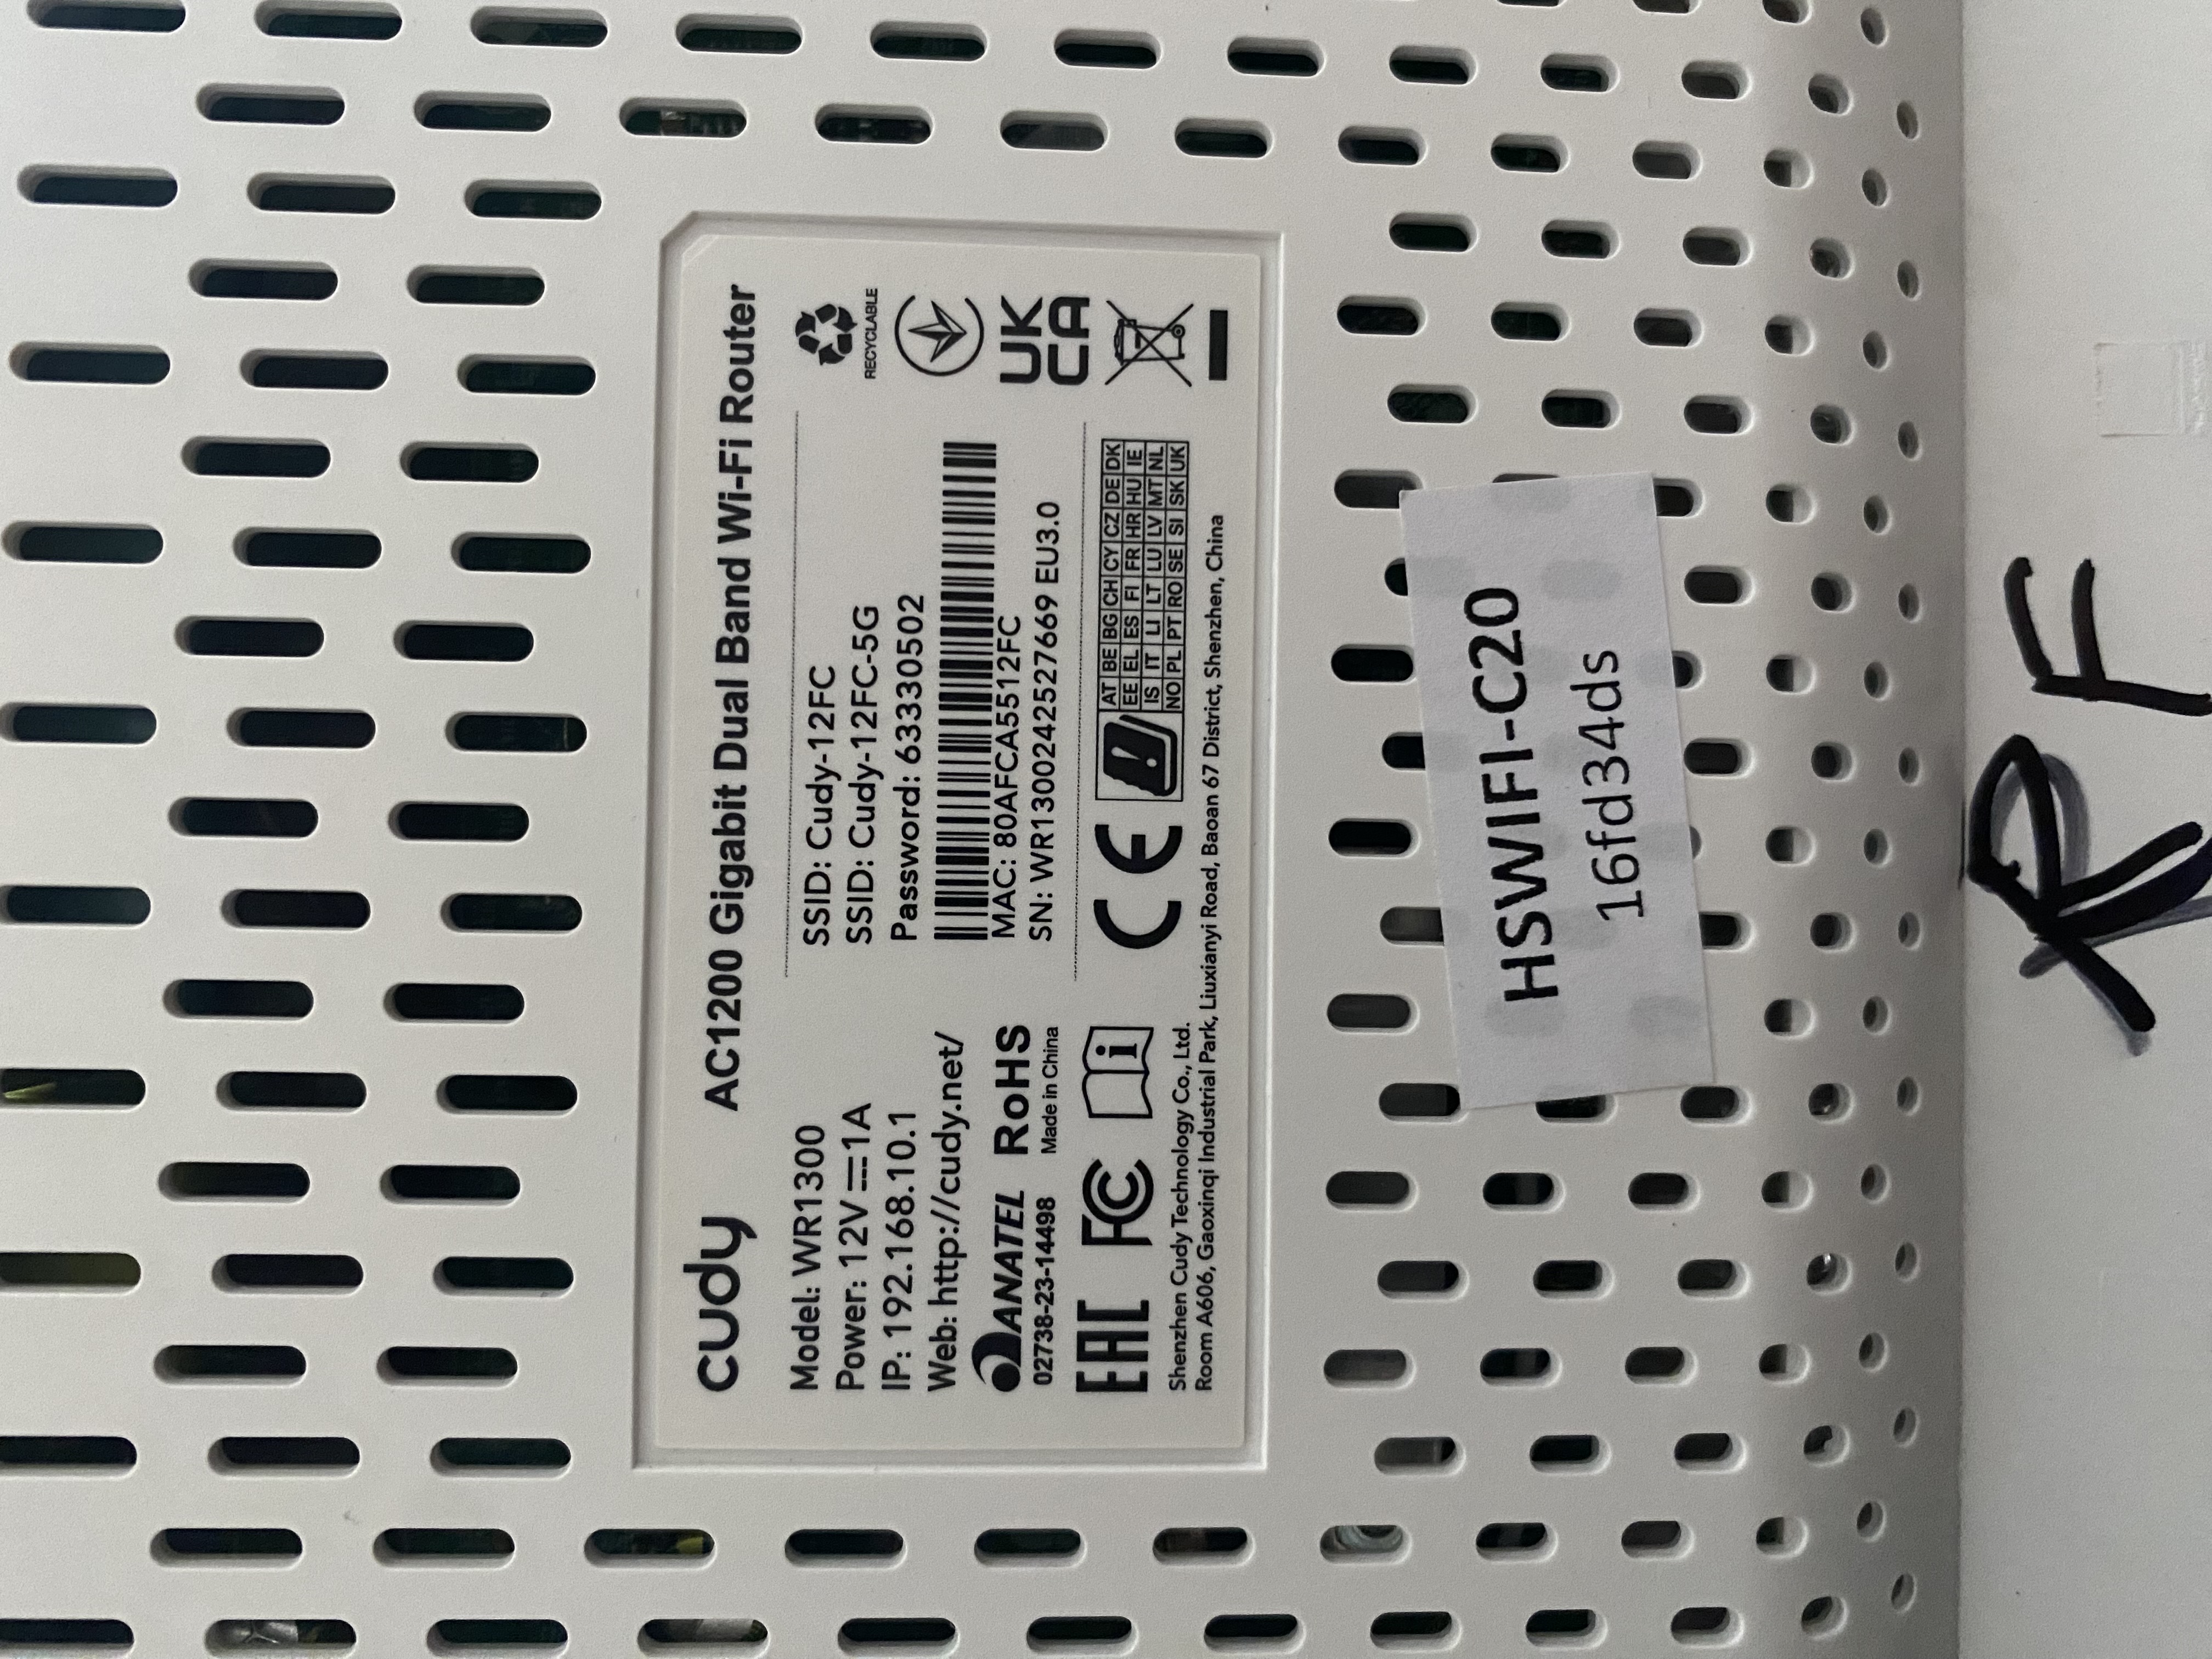 cudy AC1200 Gigabit Dual Band Wi-Fi Router
Model: WR1300
Power: 12V⎓1A
IP: 192.168.10.1
Web: http://cudy.net/
ANATEL
02738-23-14498
RoHS
Made in China
EAC FC
SSID: Cudy-12FC
SSID: Cudy-12FC-5G
Password: 63330502
MAC: 80AFCA5512FC
SN: WR1300242527669 EU3.0
CE
AT BE BG CH CY CZ DE DK
EE EL ES FI FR HR HU IE
IS IT LI LT LU LV MT NL
NO PL PT RO SE SI SK UK
RECYCLABLE
UK
CA
Shenzhen Cudy Technology Co., Ltd.
Room A606, Gaoxinqi Industrial Park, Liuxianyi Road, Baoan 67 District, Shenzhen, China
HSWIFI-C20
16fd34ds
RF